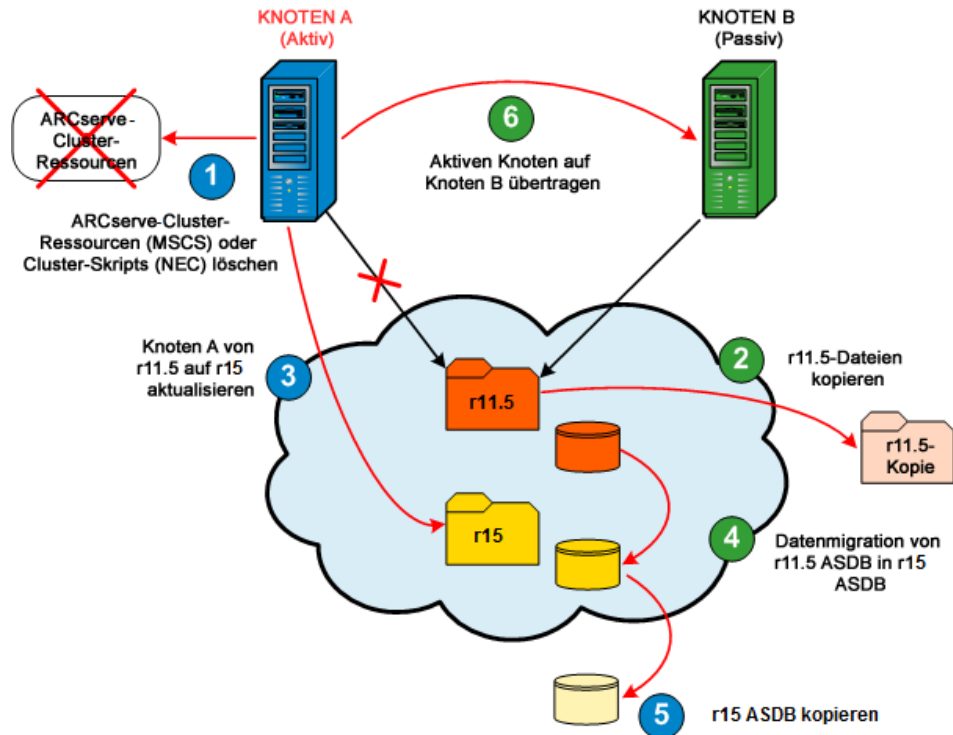 KNOTEN A
(Aktiv)
KNOTEN B
(Passiv)
ARCserve-
Cluster-
Ressourcen
1
ARCserve-Cluster-
Ressourcen (MSCS) oder
Cluster-Skripts (NEC) löschen
6
Aktiven Knoten auf
Knoten B übertragen
Knoten A von
r11.5 auf r15
aktualisieren
3
r11.5
2
r11.5-Dateien
kopieren
r11.5-
Kopie
r15
4
Datenmigration von
r11.5 ASDB in r15
ASDB
5
r15 ASDB kopieren